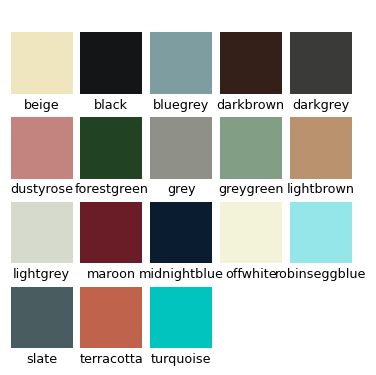 beige black bluegrey darkbrown darkgrey
dustyrose forestgreen grey greygreen lightbrown
lightgrey maroon midnightblue offwhite robinseggblue
slate terracotta turquoise